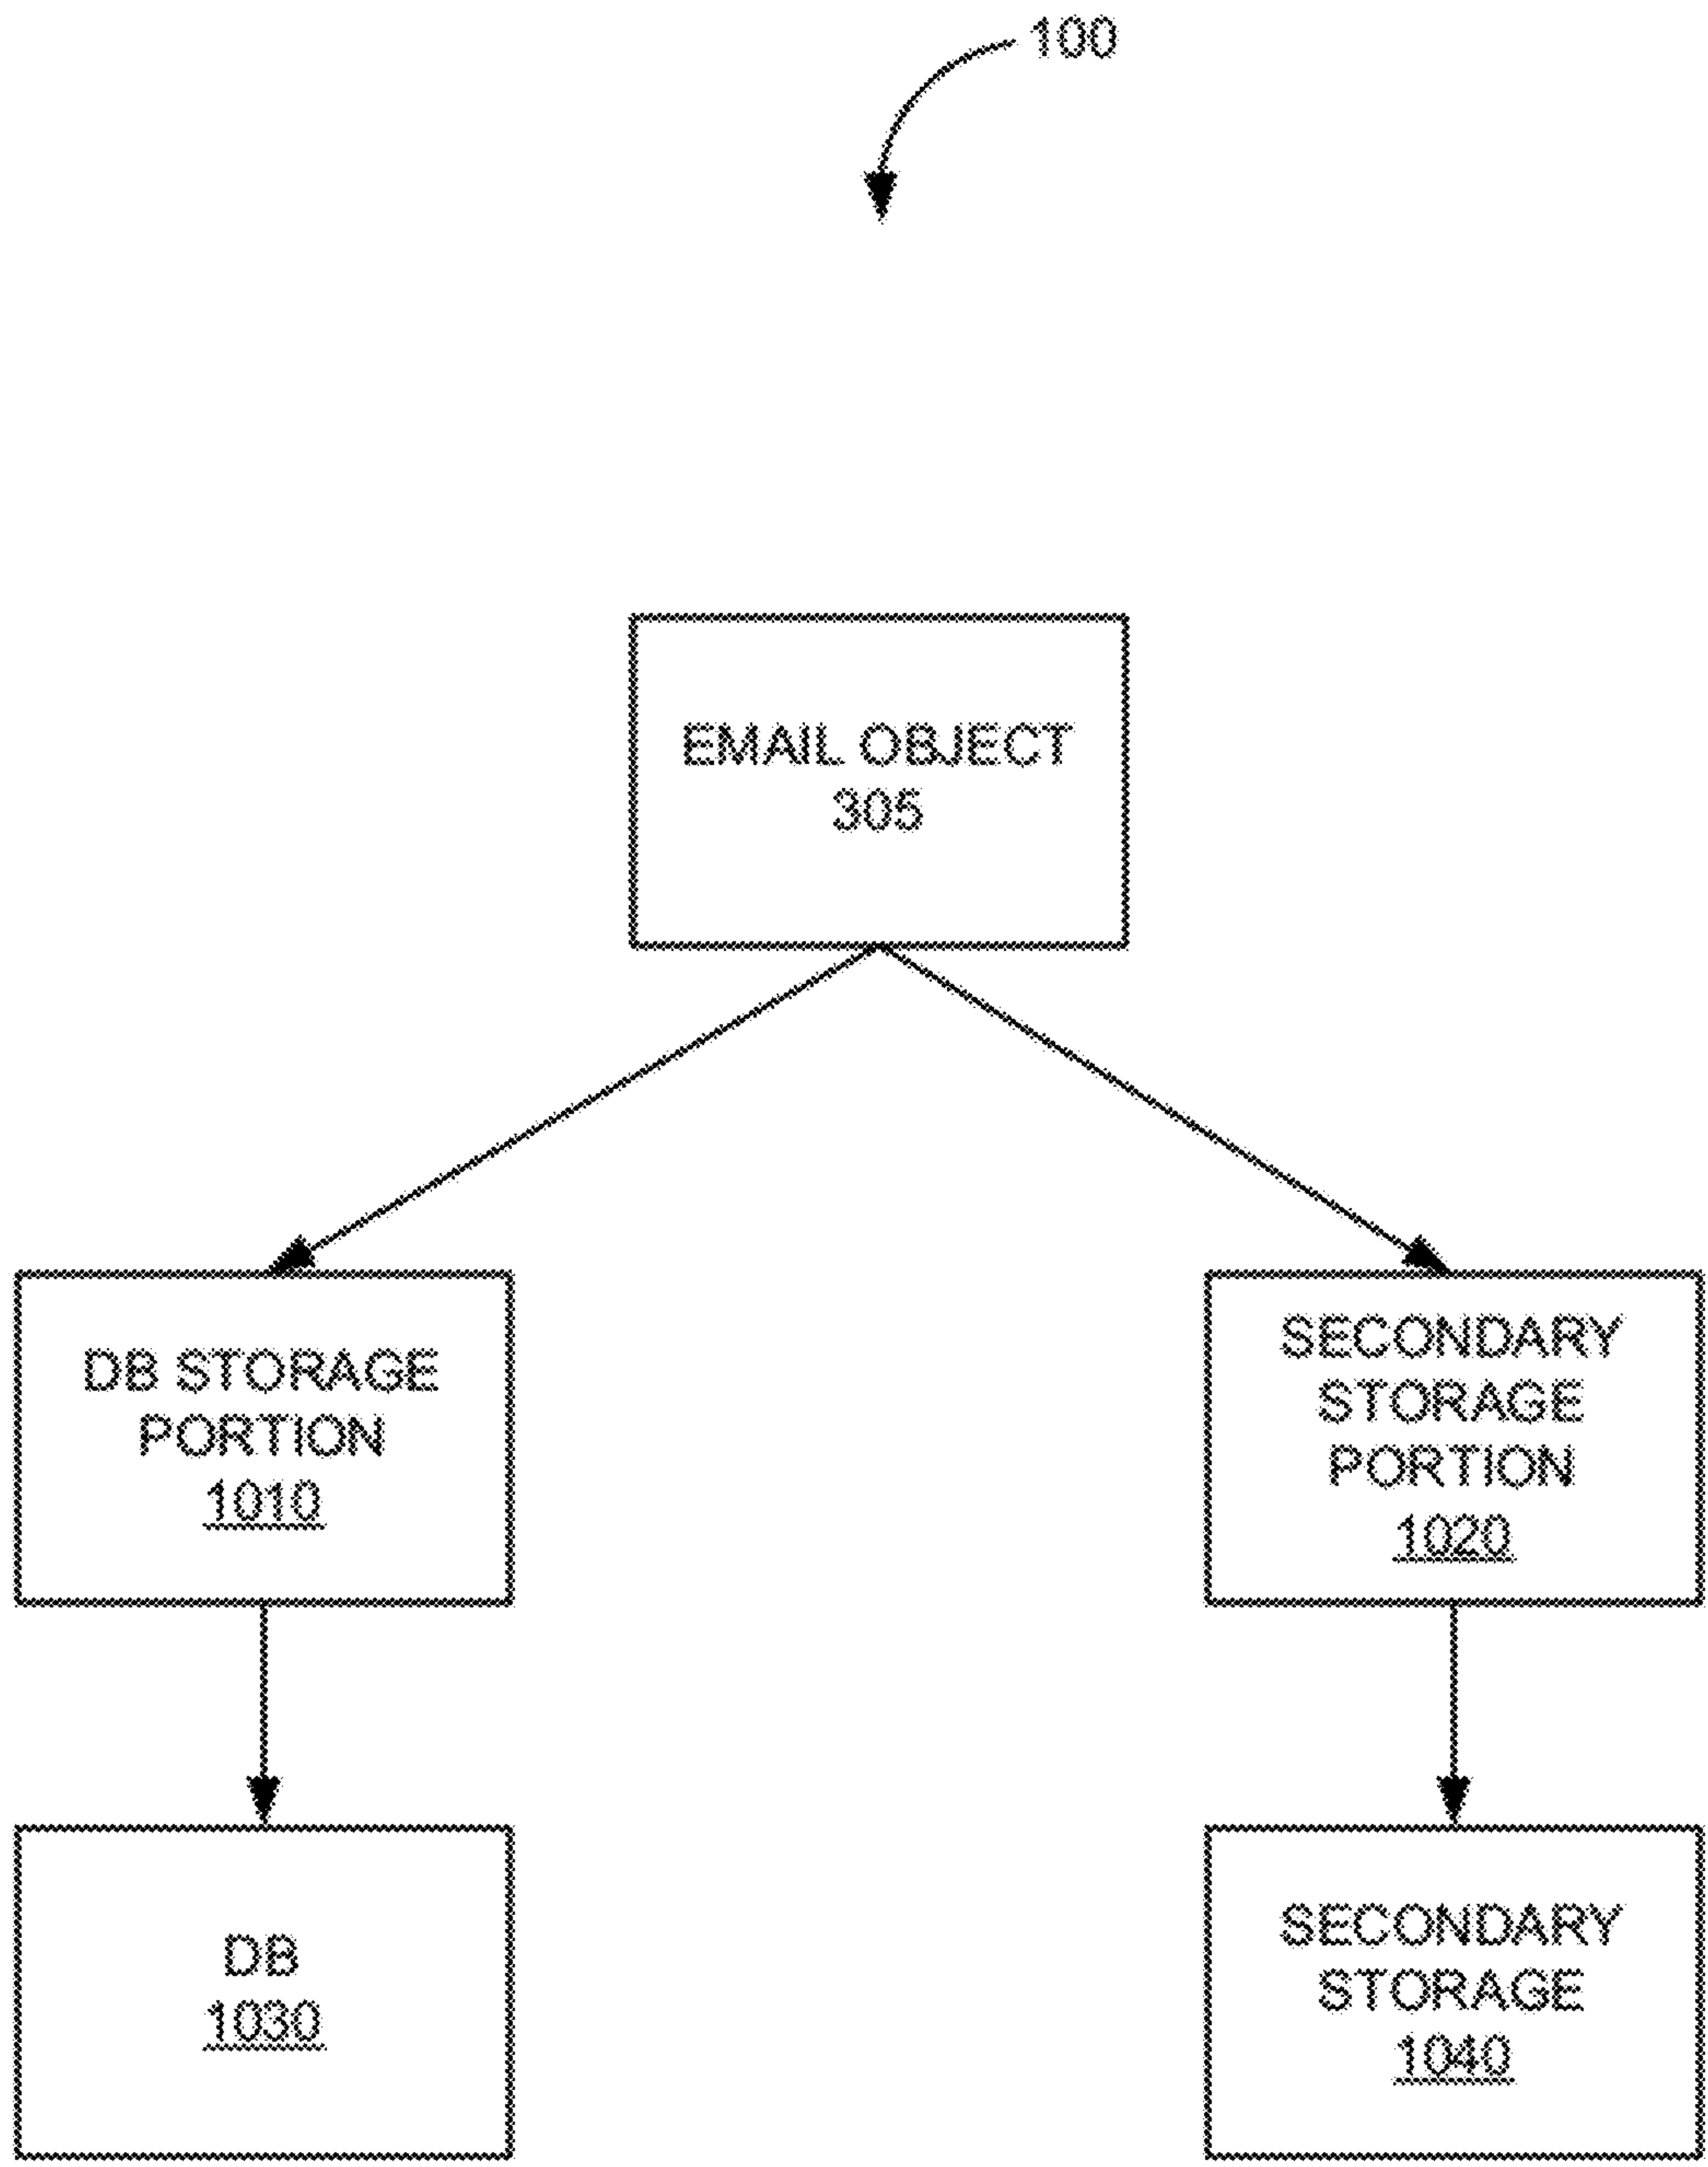 100
EMAIL OBJECT
305
DB STORAGE
PORTION
1010
SECONDARY
STORAGE
PORTION
1020
DB
1030
SECONDARY
STORAGE
1040